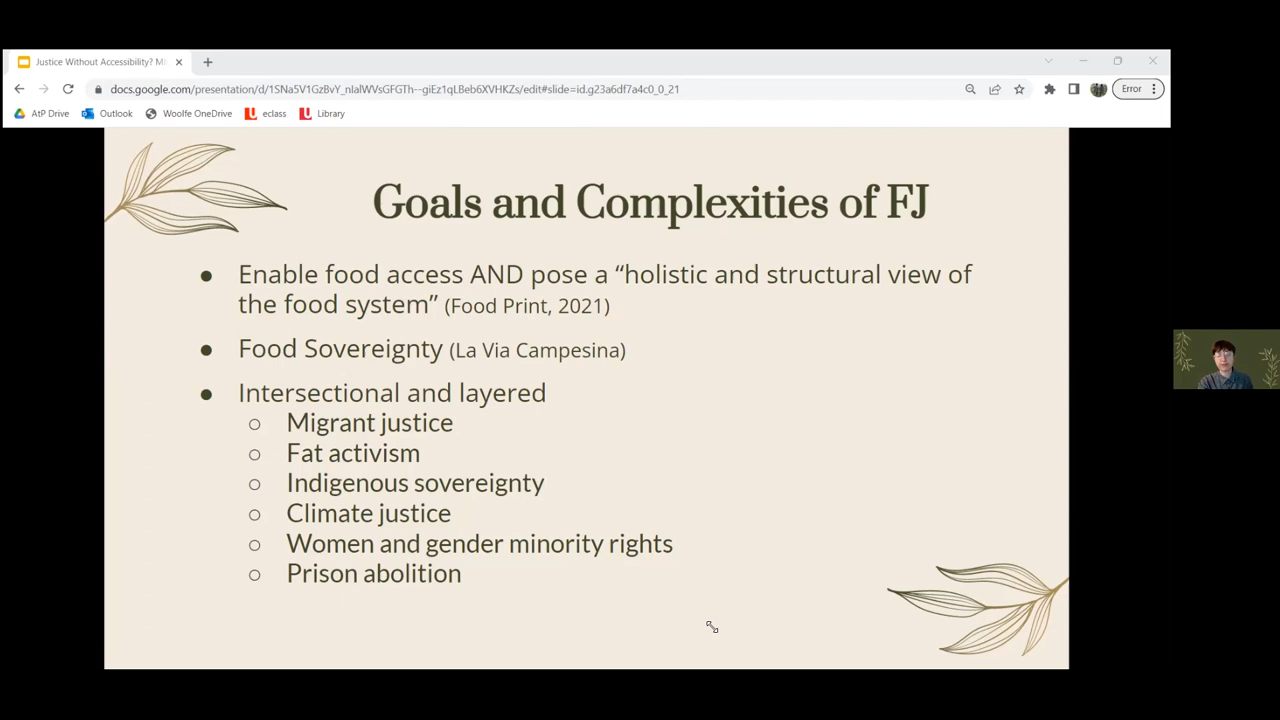 Justice Without Accessibility? M
docs.google.com/presentation/d/1SNa5V1GzBvY_nlalWVsGFGTh--giEz1qLBeb6XVHKZs/edit#slide=id.g23a6df7a4c0_0_21
Error
AtP Drive Outlook Woolfe OneDrive eclass Library
Goals and Complexities of FJ
● Enable food access AND pose a “holistic and structural view of
the food system” (Food Print, 2021)
● Food Sovereignty (La Via Campesina)
● Intersectional and layered
○ Migrant justice
○ Fat activism
○ Indigenous sovereignty
○ Climate justice
○ Women and gender minority rights
○ Prison abolition